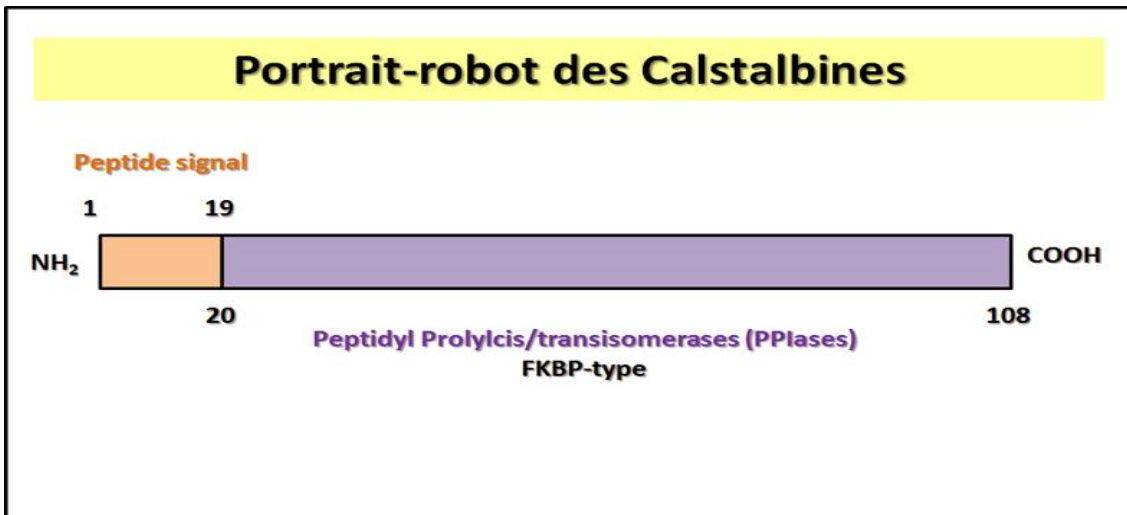 Portrait-robot des Calstalbines
Peptide signal
1 19
NH₂ COOH
20 108
Peptidyl Prolylcis/transisomerases (PPIases)
FKBP-type